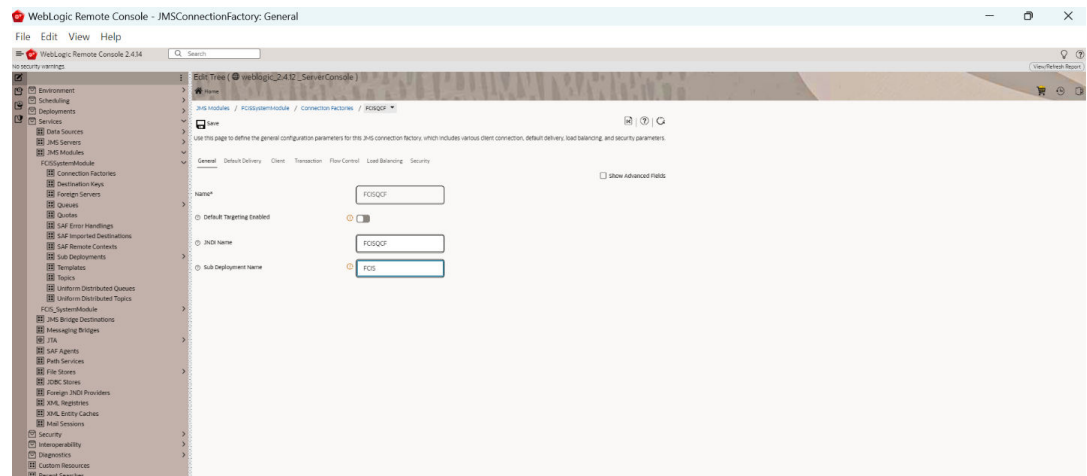 WebLogic Remote Console - JMSConnectionFactory: General
File Edit View Help
WebLogic Remote Console 2.4.14
Search
No security warnings.
View/Refresh Report
Edit Tree ( weblogic_2.4.12_ServerConsole )
Home
Environment
Scheduling
Deployments
Services
Data Sources
JMS Servers
JMS Modules
FCISSystemModule
Connection Factories
Destination Keys
Foreign Servers
Queues
Quotas
SAF Error Handlings
SAF Imported Destinations
SAF Remote Contexts
Sub Deployments
Templates
Topics
Uniform Distributed Queues
Uniform Distributed Topics
FCIS_SystemModule
JMS Bridge Destinations
Messaging Bridges
JTA
SAF Agents
Path Services
File Stores
JDBC Stores
Foreign JNDI Providers
XML Registries
XML Entity Caches
Mail Sessions
Security
Interoperability
Diagnostics
Custom Resources
Recent Searches
JMS Modules / FCISSystemModule / Connection Factories / FCISQCF
Save
Use this page to define the general configuration parameters for this JMS connection factory, which includes various client connection, default delivery, load balancing, and security parameters.
General Default Delivery Client Transaction Flow Control Load Balancing Security
Show Advanced Fields
Name* FCISQCF
Default Targeting Enabled
JNDI Name FCISQCF
Sub Deployment Name FCIS